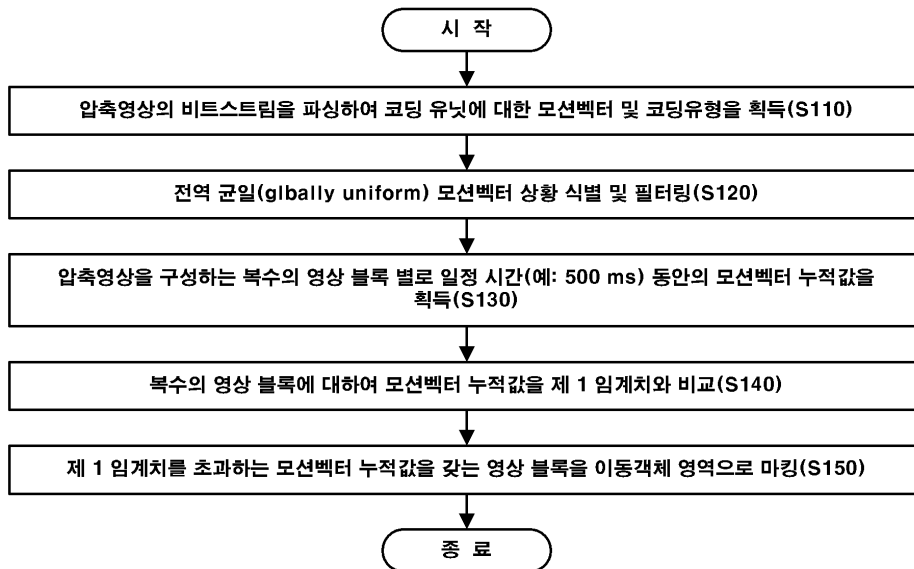 시 작
압축영상의 비트스트림을 파싱하여 코딩 유닛에 대한 모션벡터 및 코딩유형을 획득(S110)
전역 균일(glbally uniform) 모션벡터 상황 식별 및 필터링(S120)
압축영상을 구성하는 복수의 영상 블록 별로 일정 시간(예: 500 ms) 동안의 모션벡터 누적값을
획득(S130)
복수의 영상 블록에 대하여 모션벡터 누적값을 제 1 임계치와 비교(S140)
제 1 임계치를 초과하는 모션벡터 누적값을 갖는 영상 블록을 이동객체 영역으로 마킹(S150)
종 료